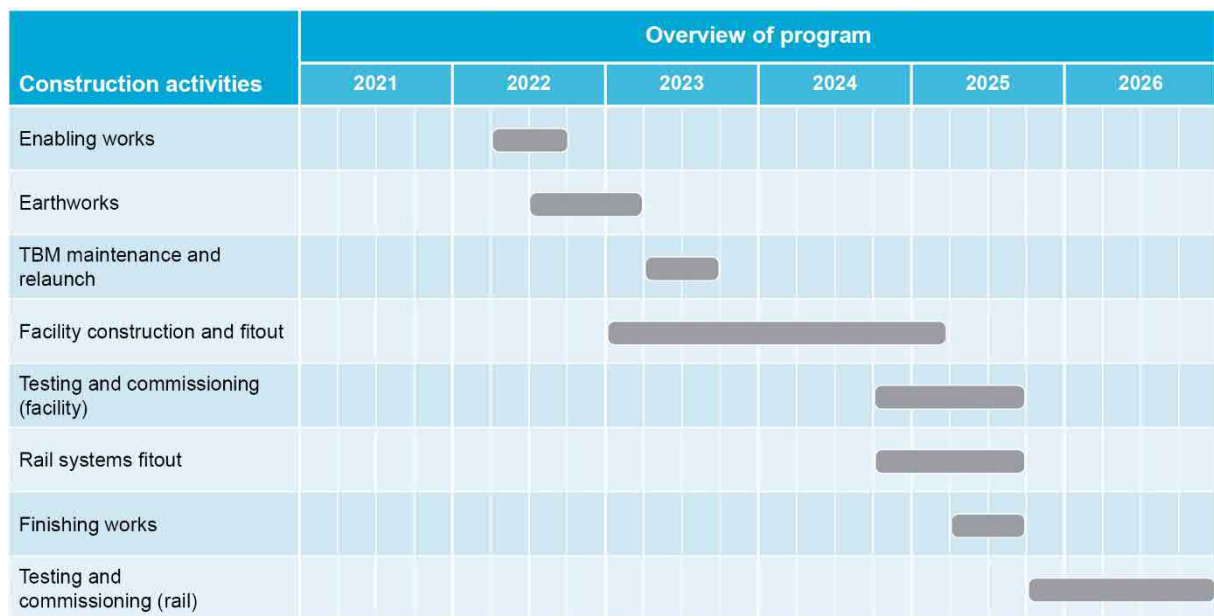 Overview of program
Construction activities
2021 2022 2023 2024 2025 2026
Enabling works
Earthworks
TBM maintenance and
relaunch
Facility construction and fitout
Testing and commissioning
(facility)
Rail systems fitout
Finishing works
Testing and
commissioning (rail)